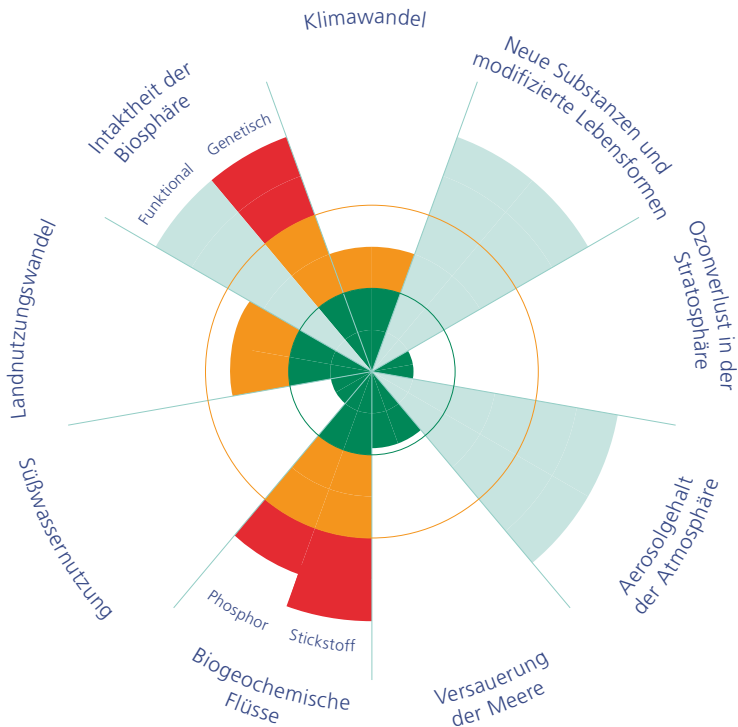 Klimawandel
Neue Substanzen und
modifizierte Lebensformen
Ozonverlust in der
Stratosphäre
Aerosolgehalt
der Atmosphäre
Versauerung
der Meere
Biogeochemische
Flüsse
Phosphor
Stickstoff
Süßwassernutzung
Landnutzungswandel
Intaktheit der
Biosphäre
Funktional
Genetisch